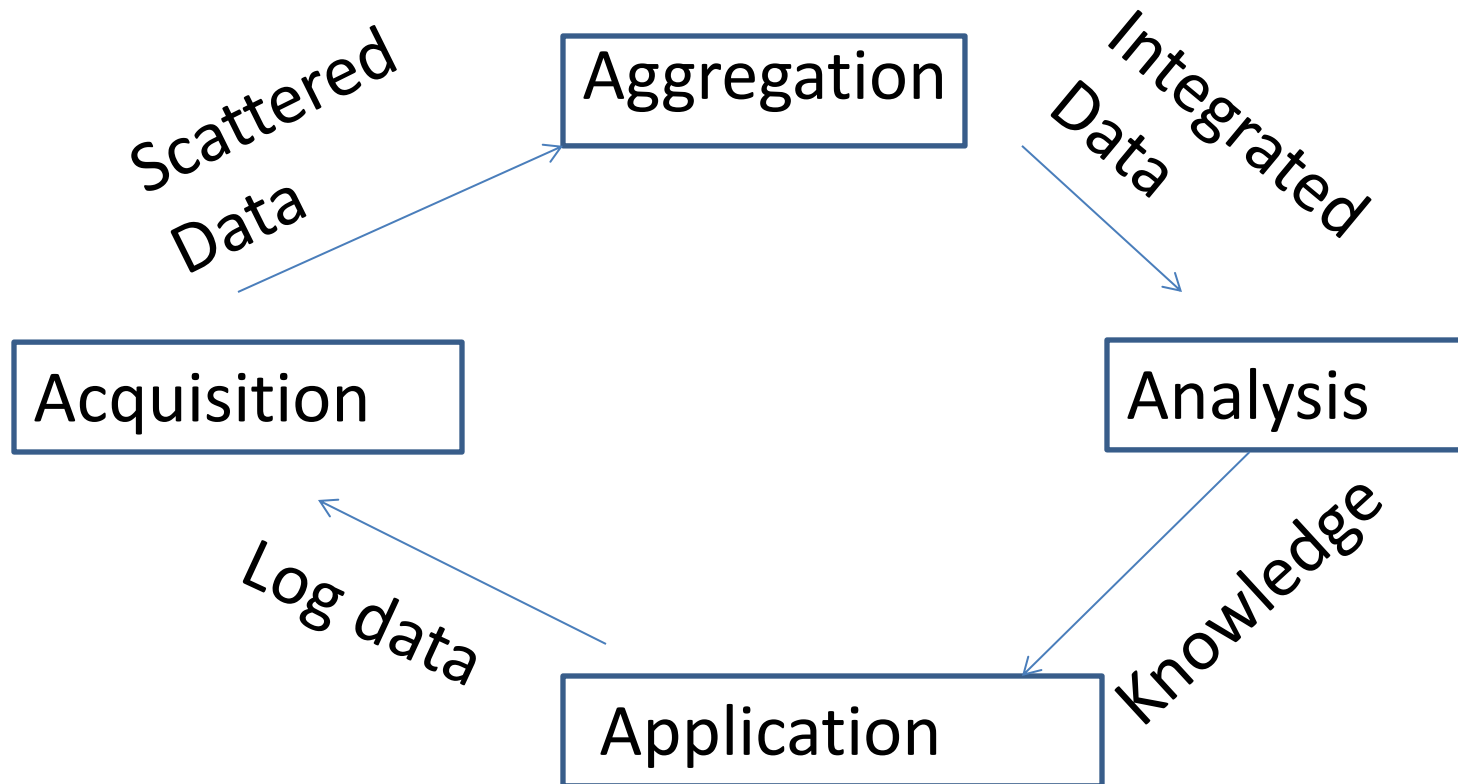 Scattered
Data
Aggregation
Integrated
Data
Acquisition
Analysis
Log data
Knowledge
Application